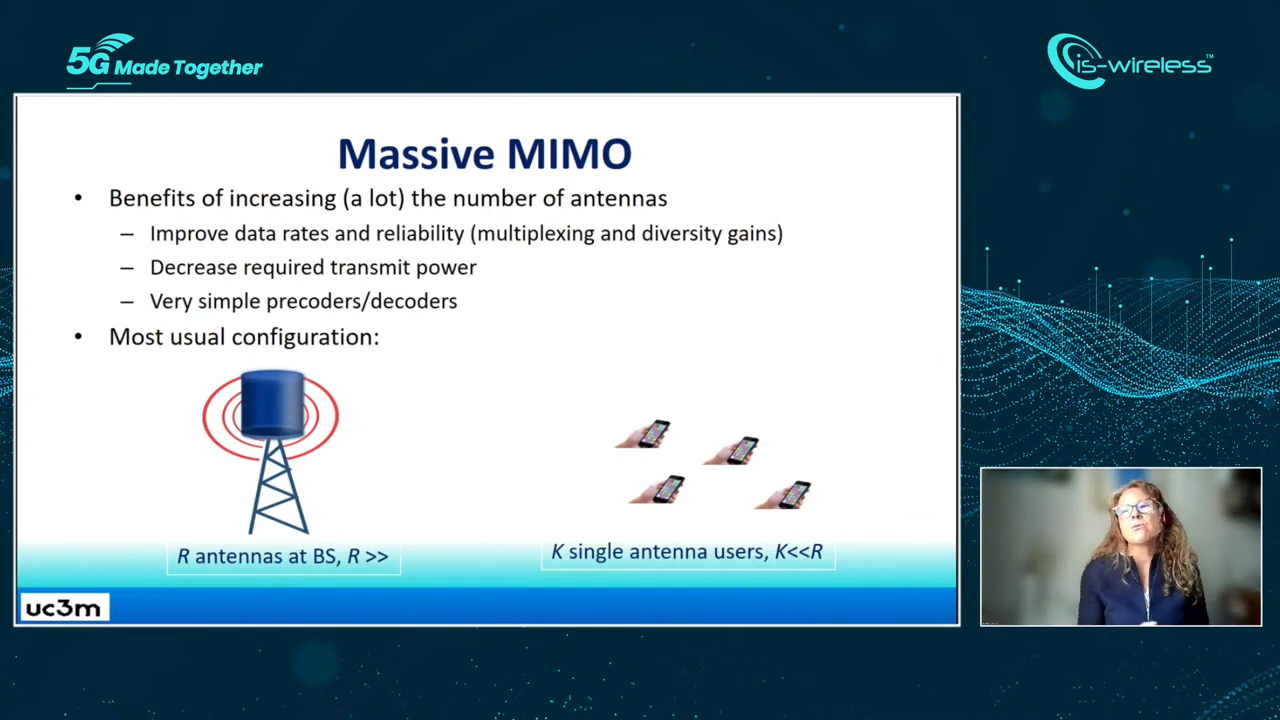 5G Made Together
is-wireless™
Massive MIMO
• Benefits of increasing (a lot) the number of antennas
– Improve data rates and reliability (multiplexing and diversity gains)
– Decrease required transmit power
– Very simple precoders/decoders
• Most usual configuration:
R antennas at BS, R >>
K single antenna users, K<<R
uc3m